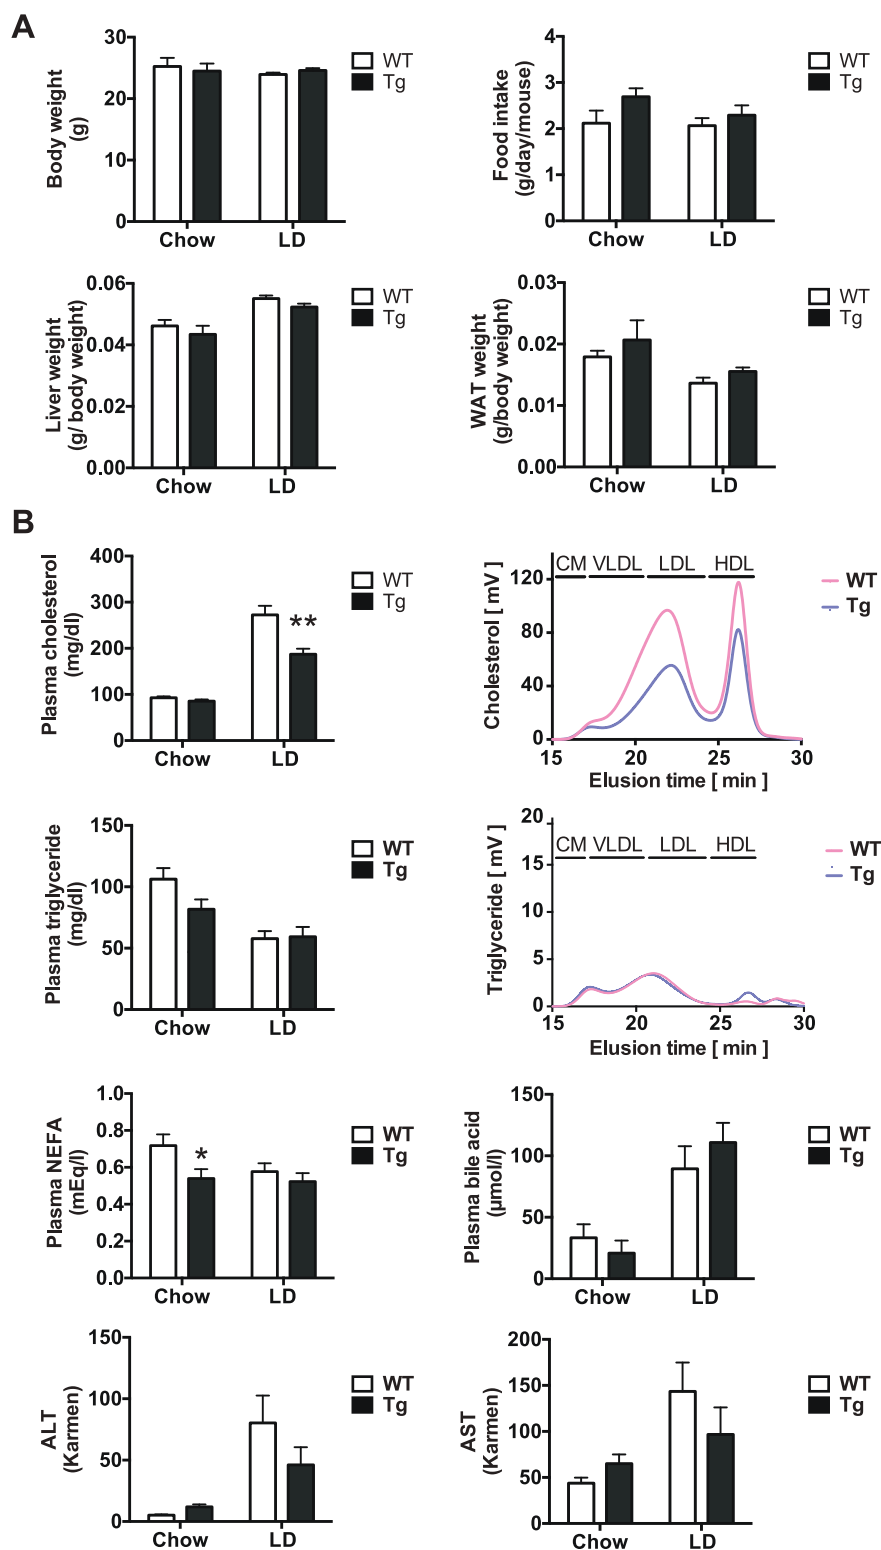 A
Body weight
(g)
30
20
10
0
Chow
LD
WT
Tg
Food intake
(g/day/mouse)
4
3
2
1
0
Chow
LD
WT
Tg
Liver weight
(g/ body weight)
0.06
0.04
0.02
0.00
Chow
LD
WT
Tg
WAT weight
(g/body weight)
0.03
0.02
0.01
0.00
Chow
LD
WT
Tg
B
Plasma cholesterol
(mg/dl)
400
300
200
100
0
**
Chow
LD
WT
Tg
Cholesterol [ mV ]
120
80
40
0
CM VLDL LDL HDL
15 20 25 30
Elusion time [ min ]
WT
Tg
Plasma triglyceride
(mg/dl)
150
100
50
0
Chow
LD
WT
Tg
Triglyceride [ mV ]
20
15
10
5
0
CM VLDL LDL HDL
15 20 25 30
Elusion time [ min ]
WT
Tg
Plasma NEFA
(mEq/l)
1.0
0.8
0.6
0.4
0.2
0.0
*
Chow
LD
WT
Tg
Plasma bile acid
(μmol/l)
150
100
50
0
Chow
LD
WT
Tg
ALT
(Karmen)
150
100
50
0
Chow
LD
WT
Tg
AST
(Karmen)
200
150
100
50
0
Chow
LD
WT
Tg